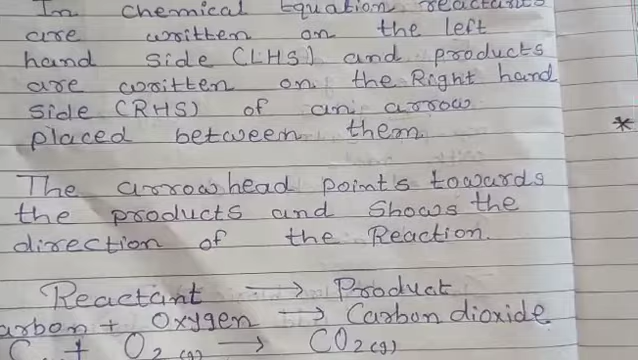 In chemical Equation, reactants
are written on the left
hand side (LHS) and products
are written on the Right hand
side (RHS) of an arrow
placed between them.
*
The arrowhead points towards
the products and Shows the
direction of the Reaction.
Reactant → Product
arbon + Oxygen → Carbon dioxide
C + O2(g) → CO2(g)